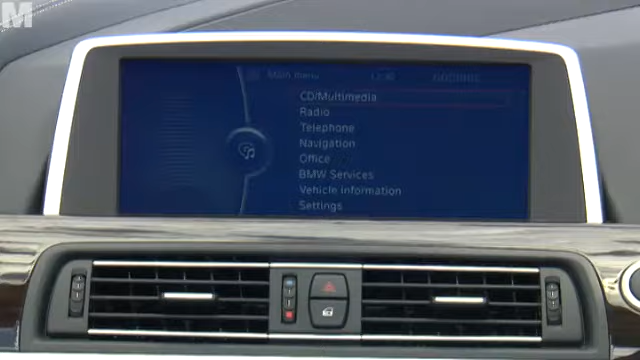 M
Main menu
CD/Multimedia
Radio
Telephone
Navigation
Office
BMW Services
Vehicle information
Settings